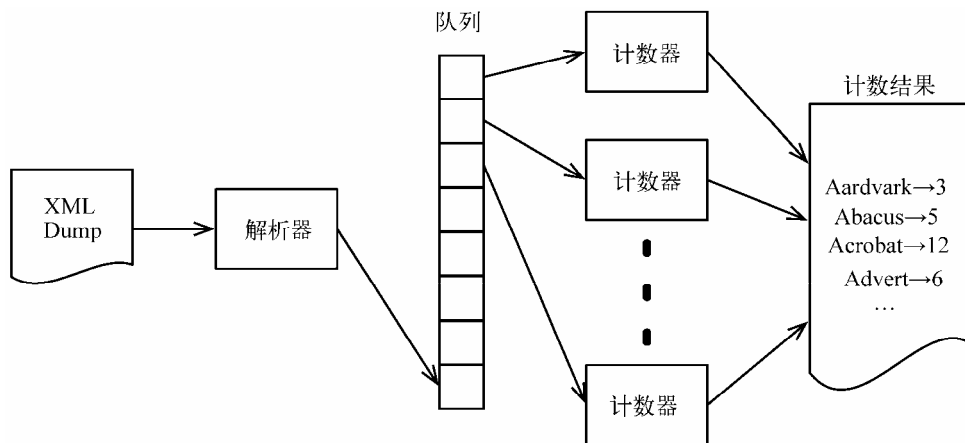 XML
Dump
解析器
队列
计数器
计数器
计数器
计数结果
Aardvark→3
Abacus→5
Acrobat→12
Advert→6
…